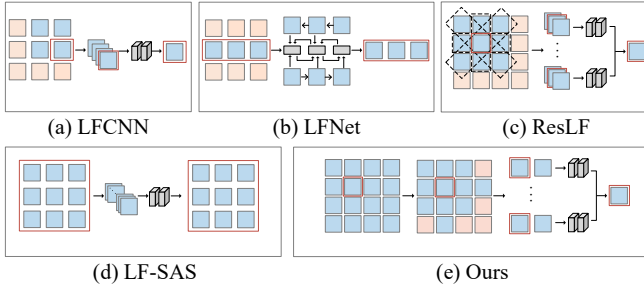 (a) LFCNN
(b) LFNet
(c) ResLF
(d) LF-SAS
(e) Ours